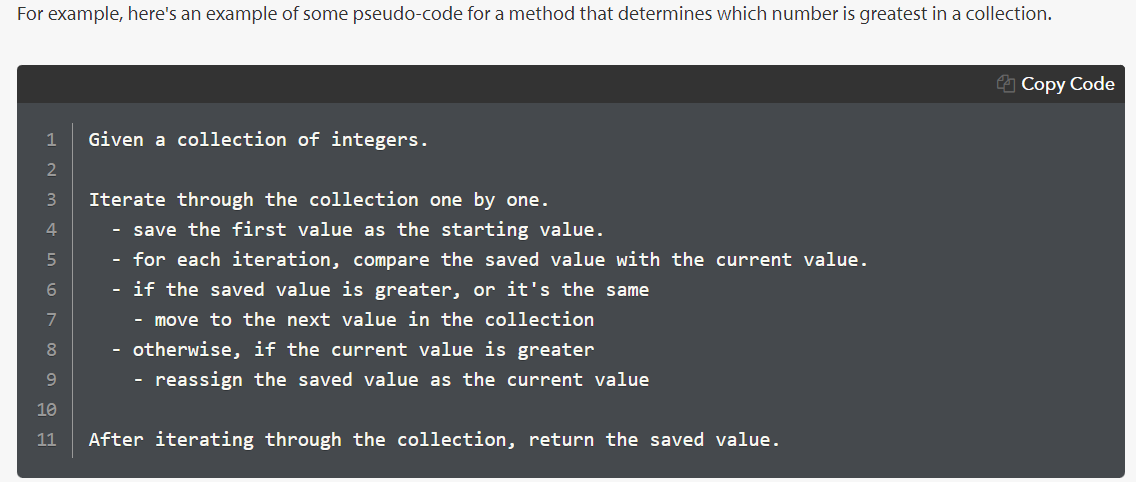 For example, here's an example of some pseudo-code for a method that determines which number is greatest in a collection.
Copy Code
1 Given a collection of integers.
2
3 Iterate through the collection one by one.
4 - save the first value as the starting value.
5 - for each iteration, compare the saved value with the current value.
6 - if the saved value is greater, or it's the same
7 - move to the next value in the collection
8 - otherwise, if the current value is greater
9 - reassign the saved value as the current value
10
11 After iterating through the collection, return the saved value.